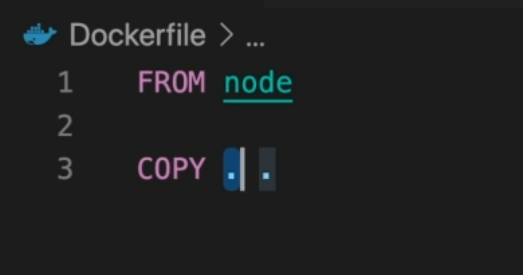 Dockerfile > ...
1 FROM node
2
3 COPY . .